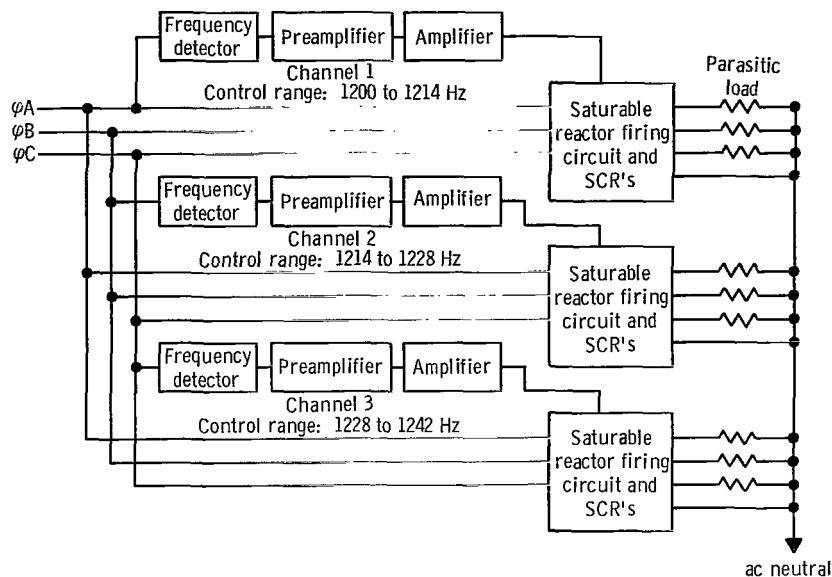 Frequency
detector
Preamplifier
Amplifier
Channel 1
Control range: 1200 to 1214 Hz
φA
φB
φC
Saturable
reactor firing
circuit and
SCR's
Parasitic
load
Frequency
detector
Preamplifier
Amplifier
Channel 2
Control range: 1214 to 1228 Hz
Saturable
reactor firing
circuit and
SCR's
Frequency
detector
Preamplifier
Amplifier
Channel 3
Control range: 1228 to 1242 Hz
Saturable
reactor firing
circuit and
SCR's
ac neutral